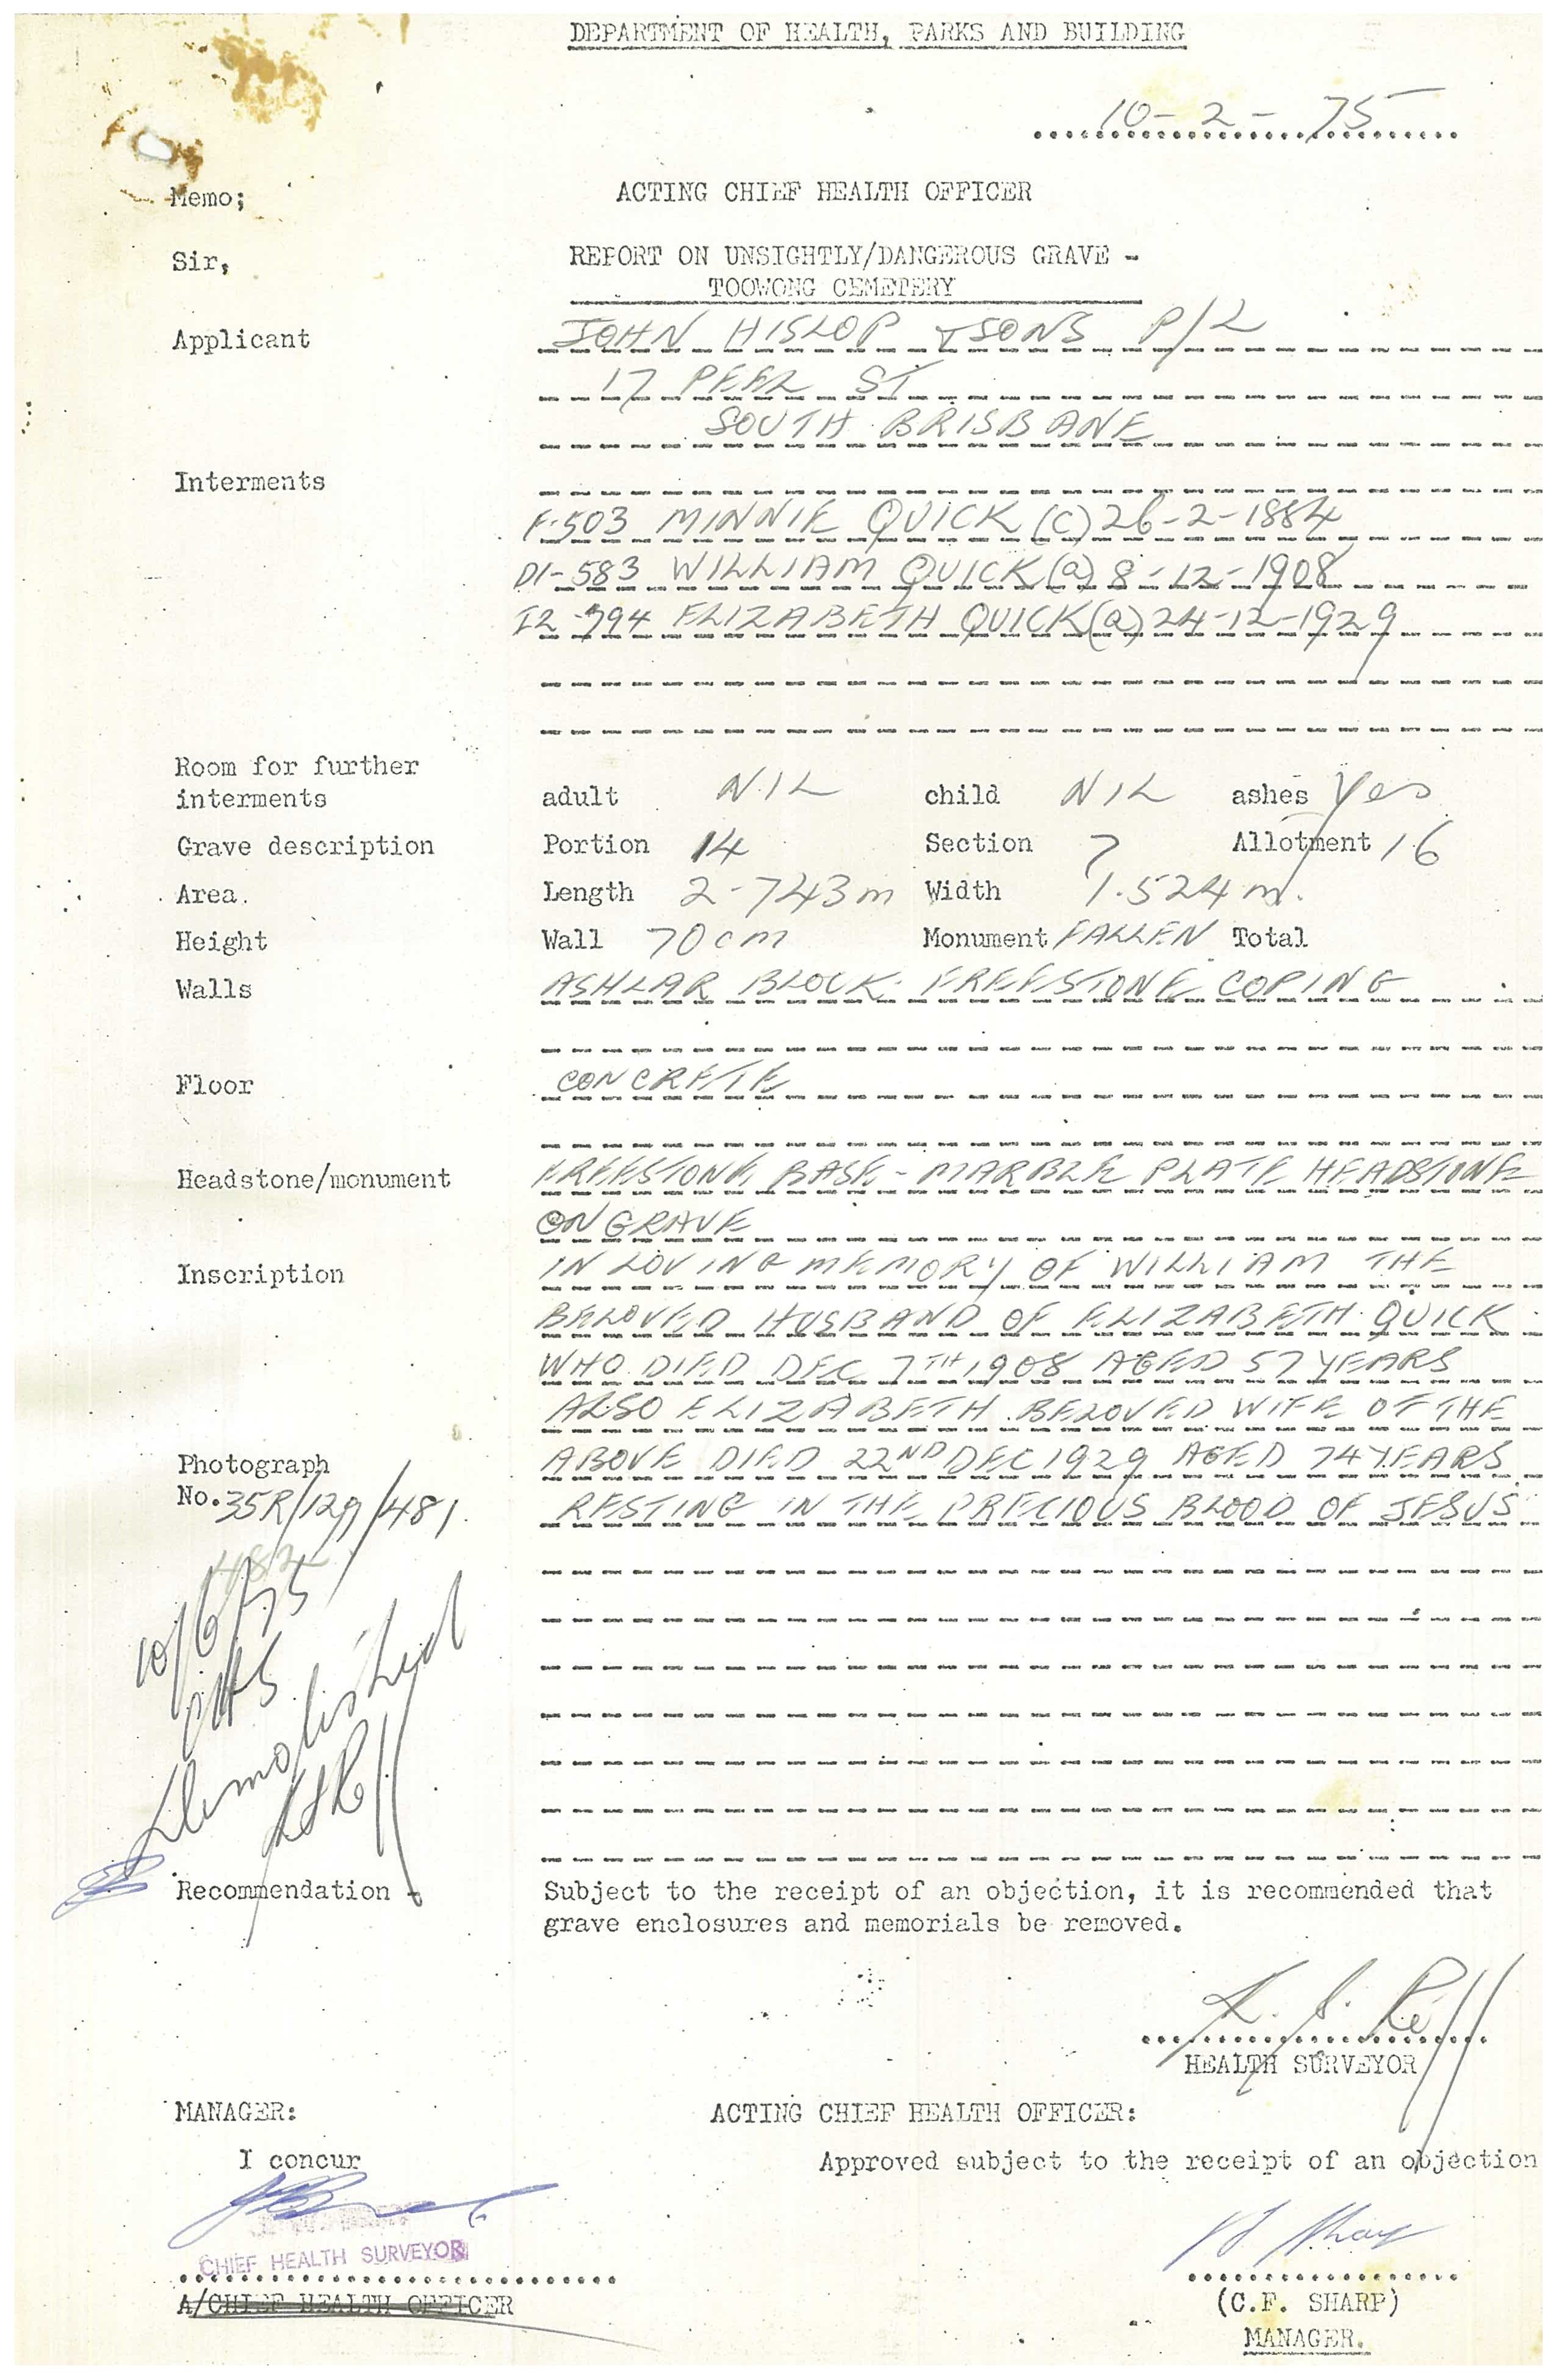 DEPARTMENT OF HEALTH, PARKS AND BUILDING
10-2-75
Memo;
ACTING CHIEF HEALTH OFFICER
Sir,
REPORT ON UNSIGHTLY/DANGEROUS GRAVE -
TOOWONG CEMETERY
Applicant JOHN HISLOP & SONS P/L
17 PEEL ST
SOUTH BRISBANE
Interments
F.503 MINNIE QUICK (C) 26-2-1884
D1-583 WILLIAM QUICK (a) 8-12-1908
I2-794 ELIZABETH QUICK (a) 24-12-1929
Room for further
interments adult NIL child NIL ashes Yes
Grave description Portion 14 Section 7 Allotment 16
Area. Length 2-743m Width 1.524m.
Height Wall 70cm Monument FALLEN Total
Walls ASHLAR BLOCK. FREESTONE COPING
Floor CONCRETE
Headstone/monument FREESTONE BASE - MARBLE PLATE HEADSTONE
ON GRAVE
Inscription IN LOVING MEMORY OF WILLIAM THE
BELOVED HUSBAND OF ELIZABETH QUICK
WHO DIED DEC 7TH 1908 AGED 57 YEARS
ALSO ELIZABETH BELOVED WIFE OF THE
Photograph ABOVE DIED 22ND DEC 1929 AGED 74 YEARS
No. 35R/129/481. RESTING IN THE PRECIOUS BLOOD OF JESUS
482
10/6/75
Demolished
Recommendation - Subject to the receipt of an objection, it is recommended that
grave enclosures and memorials be removed.
HEALTH SURVEYOR
MANAGER: ACTING CHIEF HEALTH OFFICER:
I concur Approved subject to the receipt of an objection
CHIEF HEALTH SURVEYOR
A/CHIEF HEALTH OFFICER (C.F. SHARP)
MANAGER.